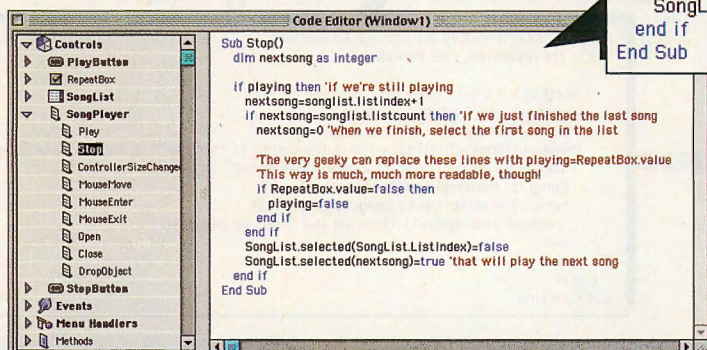 Code Editor (Window1)
SongL
end if
End Sub
Controls
PlayButton
RepeatBox
SongList
SongPlayer
Play
Stop
ControllerSizeChange
MouseMove
MouseEnter
MouseExit
Open
Close
DropObject
StopButton
Events
Menu Handlers
Methods
Sub Stop()
dim nextsong as integer
if playing then 'if we're still playing
nextsong=songlist.listindex+1
if nextsong=songlist.listcount then 'if we just finished the last song
nextsong=0 'When we finish, select the first song in the list
'The very geeky can replace these lines with playing=RepeatBox.value
'This way is much, much more readable, though!
if RepeatBox.value=false then
playing=false
end if
end if
SongList.selected(SongList.ListIndex)=false
SongList.selected(nextsong)=true 'that will play the next song
end if
End Sub